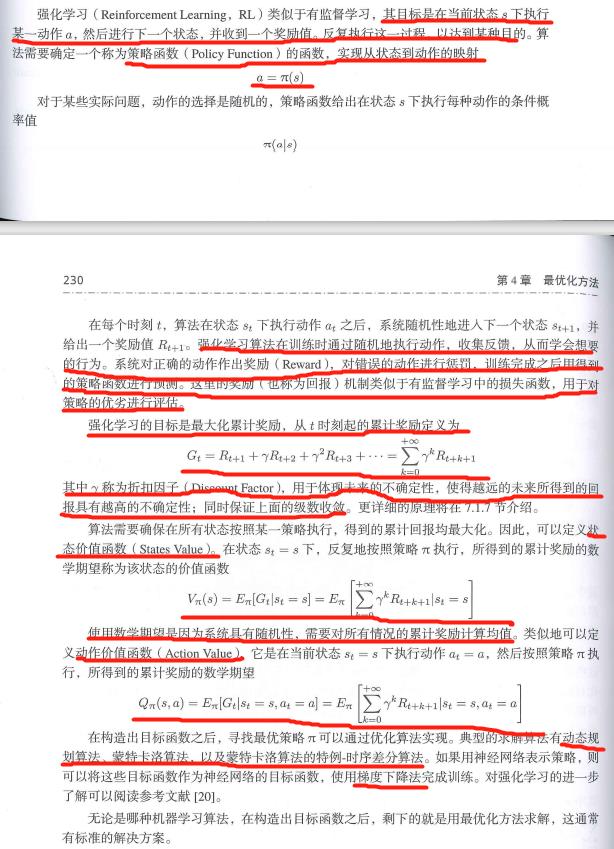 强化学习（Reinforcement Learning，RL）类似于有监督学习，其目标是在当前状态 s 下执行
某一动作 a，然后进行下一个状态，并收到一个奖励值。反复执行这一过程，以达到某种目的。算
法需要确定一个称为策略函数（Policy Function）的函数，实现从状态到动作的映射
a = π(s)
对于某些实际问题，动作的选择是随机的，策略函数给出在状态 s 下执行每种动作的条件概
率值
π(a|s)
230 第 4 章 最优化方法
在每个时刻 t，算法在状态 s_t 下执行动作 a_t 之后，系统随机性地进入下一个状态 s_{t+1}，并
给出一个奖励值 R_{t+1}。强化学习算法在训练时通过随机地执行动作，收集反馈，从而学会想要
的行为。系统对正确的动作作出奖励（Reward），对错误的动作进行惩罚，训练完成之后用得到
的策略函数进行预测。这里的奖励（也称为回报）机制类似于有监督学习中的损失函数，用于对
策略的优劣进行评估。
强化学习的目标是最大化累计奖励，从 t 时刻起的累计奖励定义为
G_t = R_{t+1} + γR_{t+2} + γ²R_{t+3} + ⋯ = ∑_{k=0}^{+∞} γ^k R_{t+k+1}
其中 γ 称为折扣因子（Discount Factor），用于体现未来的不确定性，使得越远的未来所得到的回
报具有越高的不确定性；同时保证上面的级数收敛。更详细的原理将在 7.1.7 节介绍。
算法需要确保在所有状态按照某一策略执行，得到的累计回报均最大化。因此，可以定义状
态价值函数（States Value）。在状态 s_t = s 下，反复地按照策略 π 执行，所得到的累计奖励的数
学期望称为该状态的价值函数
V_π(s) = E_π[G_t|s_t = s] = E_π [∑_{k=0}^{+∞} γ^k R_{t+k+1}|s_t = s]
使用数学期望是因为系统具有随机性，需要对所有情况的累计奖励计算均值。类似地可以定
义动作价值函数（Action Value），它是在当前状态 s_t = s 下执行动作 a_t = a，然后按照策略 π 执
行，所得到的累计奖励的数学期望
Q_π(s, a) = E_π[G_t|s_t = s, a_t = a] = E_π [∑_{k=0}^{+∞} γ^k R_{t+k+1}|s_t = s, a_t = a]
在构造出目标函数之后，寻找最优策略 π 可以通过优化算法实现。典型的求解算法有动态规
划算法、蒙特卡洛算法，以及蒙特卡洛算法的特例-时序差分算法。如果用神经网络表示策略，则
可以将这些目标函数作为神经网络的目标函数，使用梯度下降法完成训练。对强化学习的进一步
了解可以阅读参考文献 [20]。
无论是哪种机器学习算法，在构造出目标函数之后，剩下的就是用最优化方法求解，这通常
有标准的解决方案。